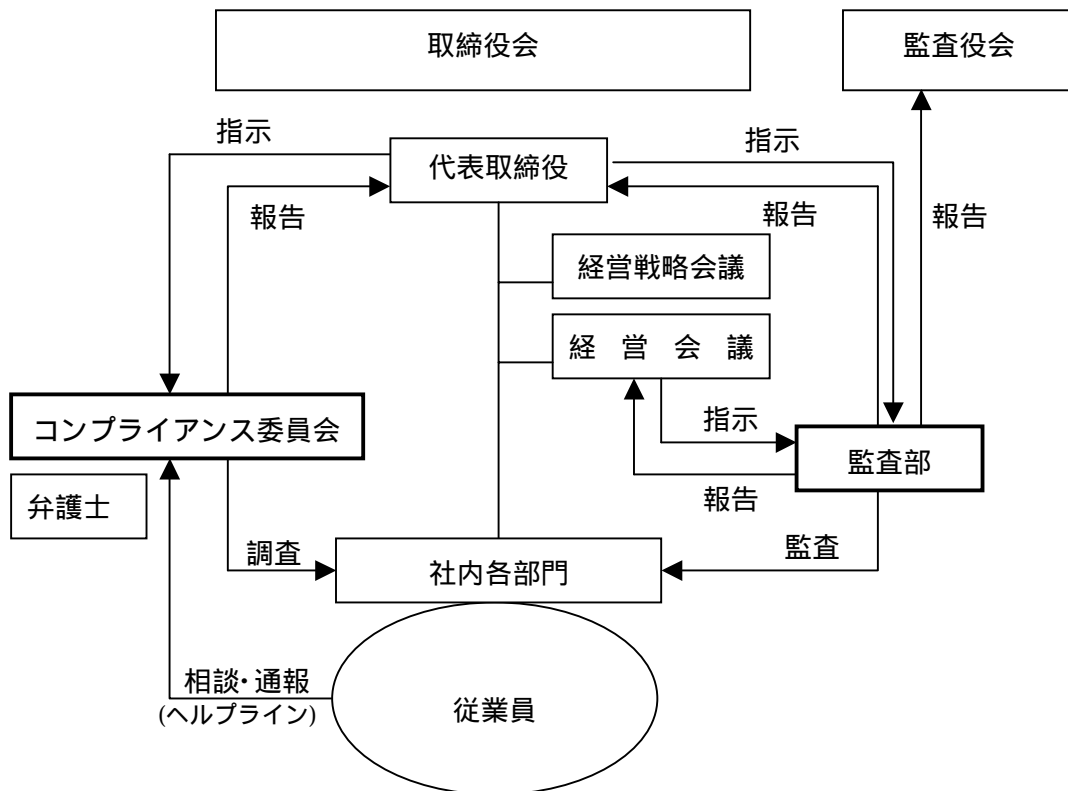 取締役会
監査役会
指示
代表取締役
指示
報告
報告
報告
経営戦略会議
経　営　会　議
コンプライアンス委員会
指示
監査部
弁護士
報告
調査
社内各部門
監査
相談・通報
(ヘルプライン)
従業員